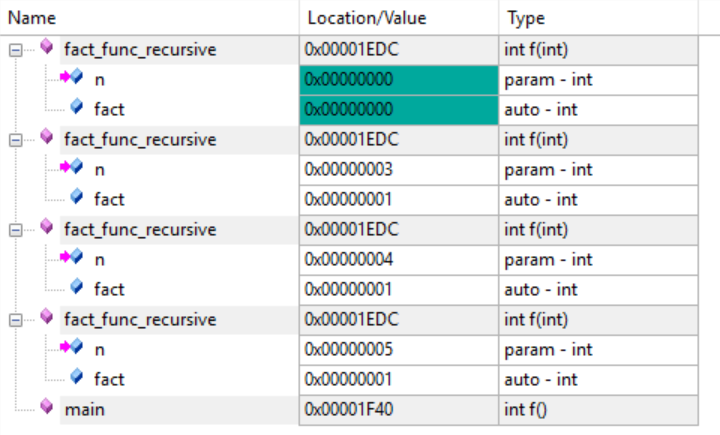 Name Location/Value Type
fact_func_recursive 0x00001EDC int f(int)
n 0x00000000 param - int
fact 0x00000000 auto - int
fact_func_recursive 0x00001EDC int f(int)
n 0x00000003 param - int
fact 0x00000001 auto - int
fact_func_recursive 0x00001EDC int f(int)
n 0x00000004 param - int
fact 0x00000001 auto - int
fact_func_recursive 0x00001EDC int f(int)
n 0x00000005 param - int
fact 0x00000001 auto - int
main 0x00001F40 int f()